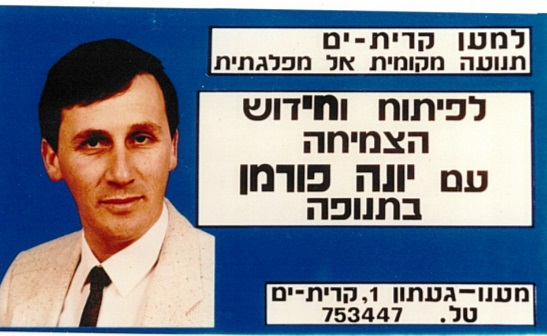 למען קרית-ים
תנועה מקומית אל מפלגתית
לפיתוח וחידוש
הצמיחה
עם יונה פורמן
בתנופה
מענו-געתון 1, קרית-ים
טל. 753447